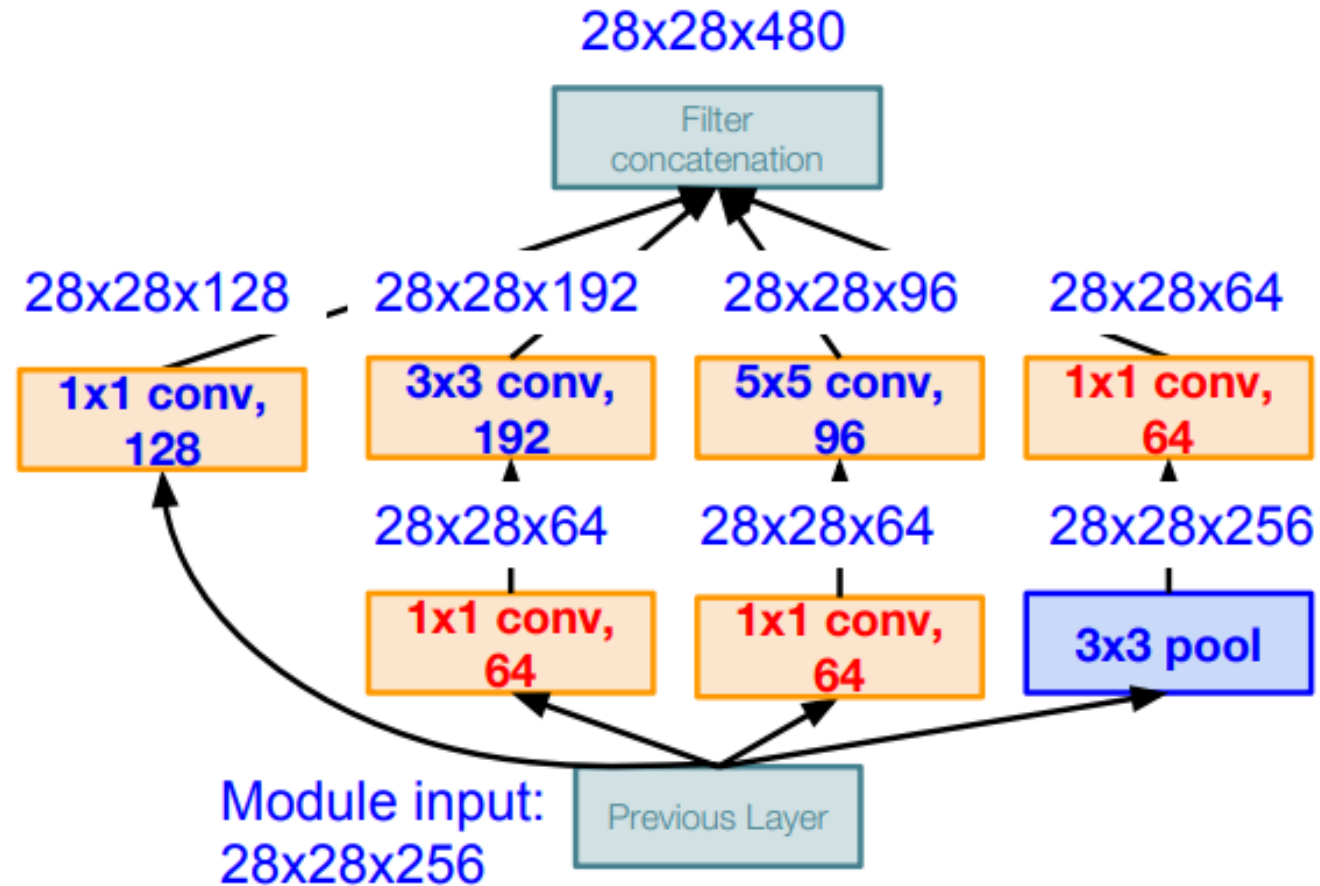 28x28x480
Filter
concatenation
28x28x128
28x28x192
28x28x96
28x28x64
1x1 conv,
128
3x3 conv,
192
5x5 conv,
96
1x1 conv,
64
28x28x64
28x28x64
28x28x256
1x1 conv,
64
1x1 conv,
64
3x3 pool
Module input:
28x28x256
Previous Layer